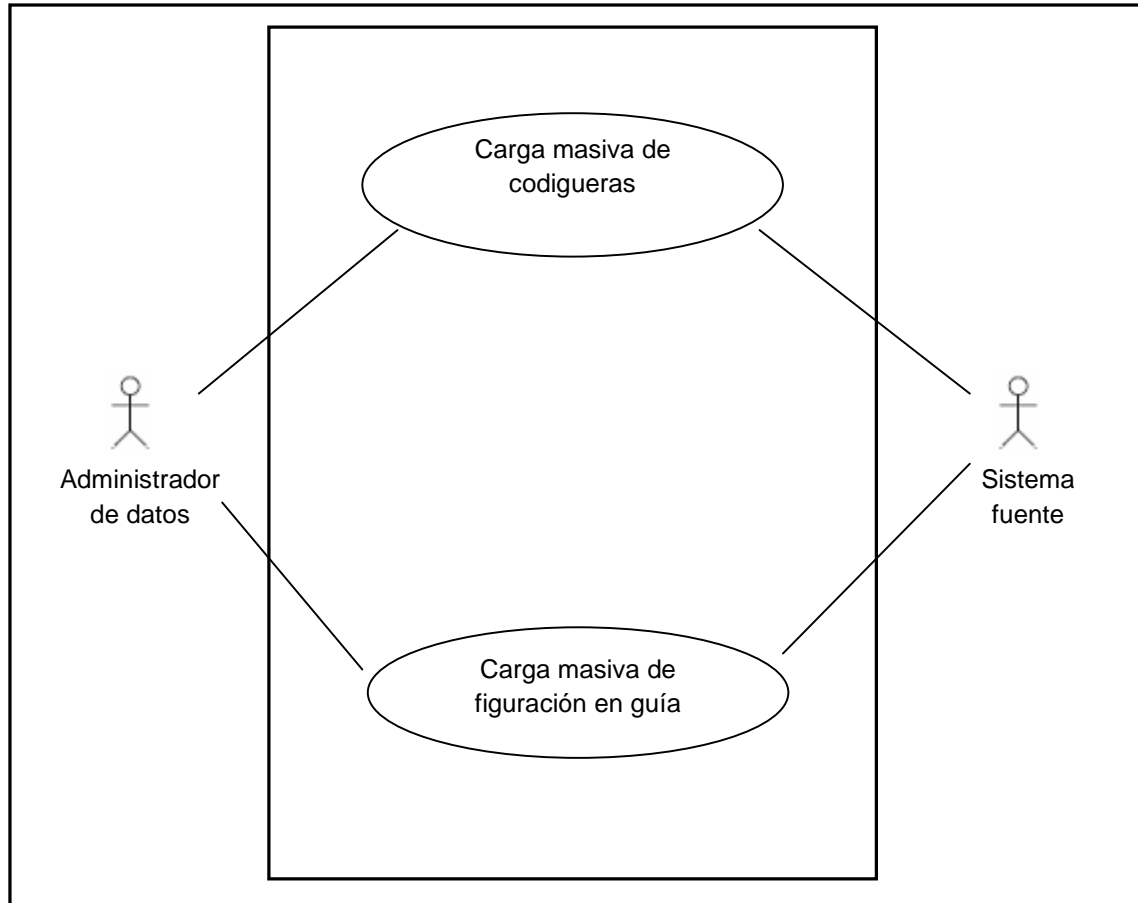 Carga masiva de
codigueras
Administrador
de datos
Sistema
fuente
Carga masiva de
figuración en guía